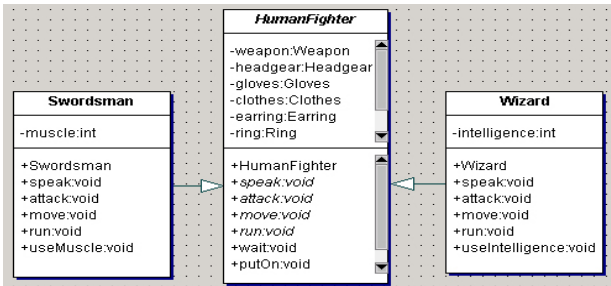 HumanFighter
-weapon:Weapon
-headgear:Headgear
-gloves:Gloves
-clothes:Clothes
-earring:Earring
-ring:Ring
+HumanFighter
+speak:void
+attack:void
+move:void
+run:void
+wait:void
+putOn:void
Swordsman
-muscle:int
+Swordsman
+speak:void
+attack:void
+move:void
+run:void
+useMuscle:void
Wizard
-intelligence:int
+Wizard
+speak:void
+attack:void
+move:void
+run:void
+useIntelligence:void